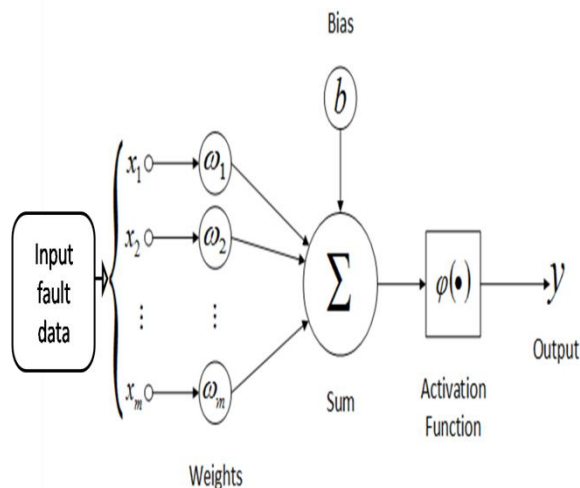 Bias
b
x₁ ω₁
x₂ ω₂
⋮ ⋮
xₘ ωₘ
Input
fault
data
Σ
φ(•)
y
Output
Sum
Activation
Function
Weights